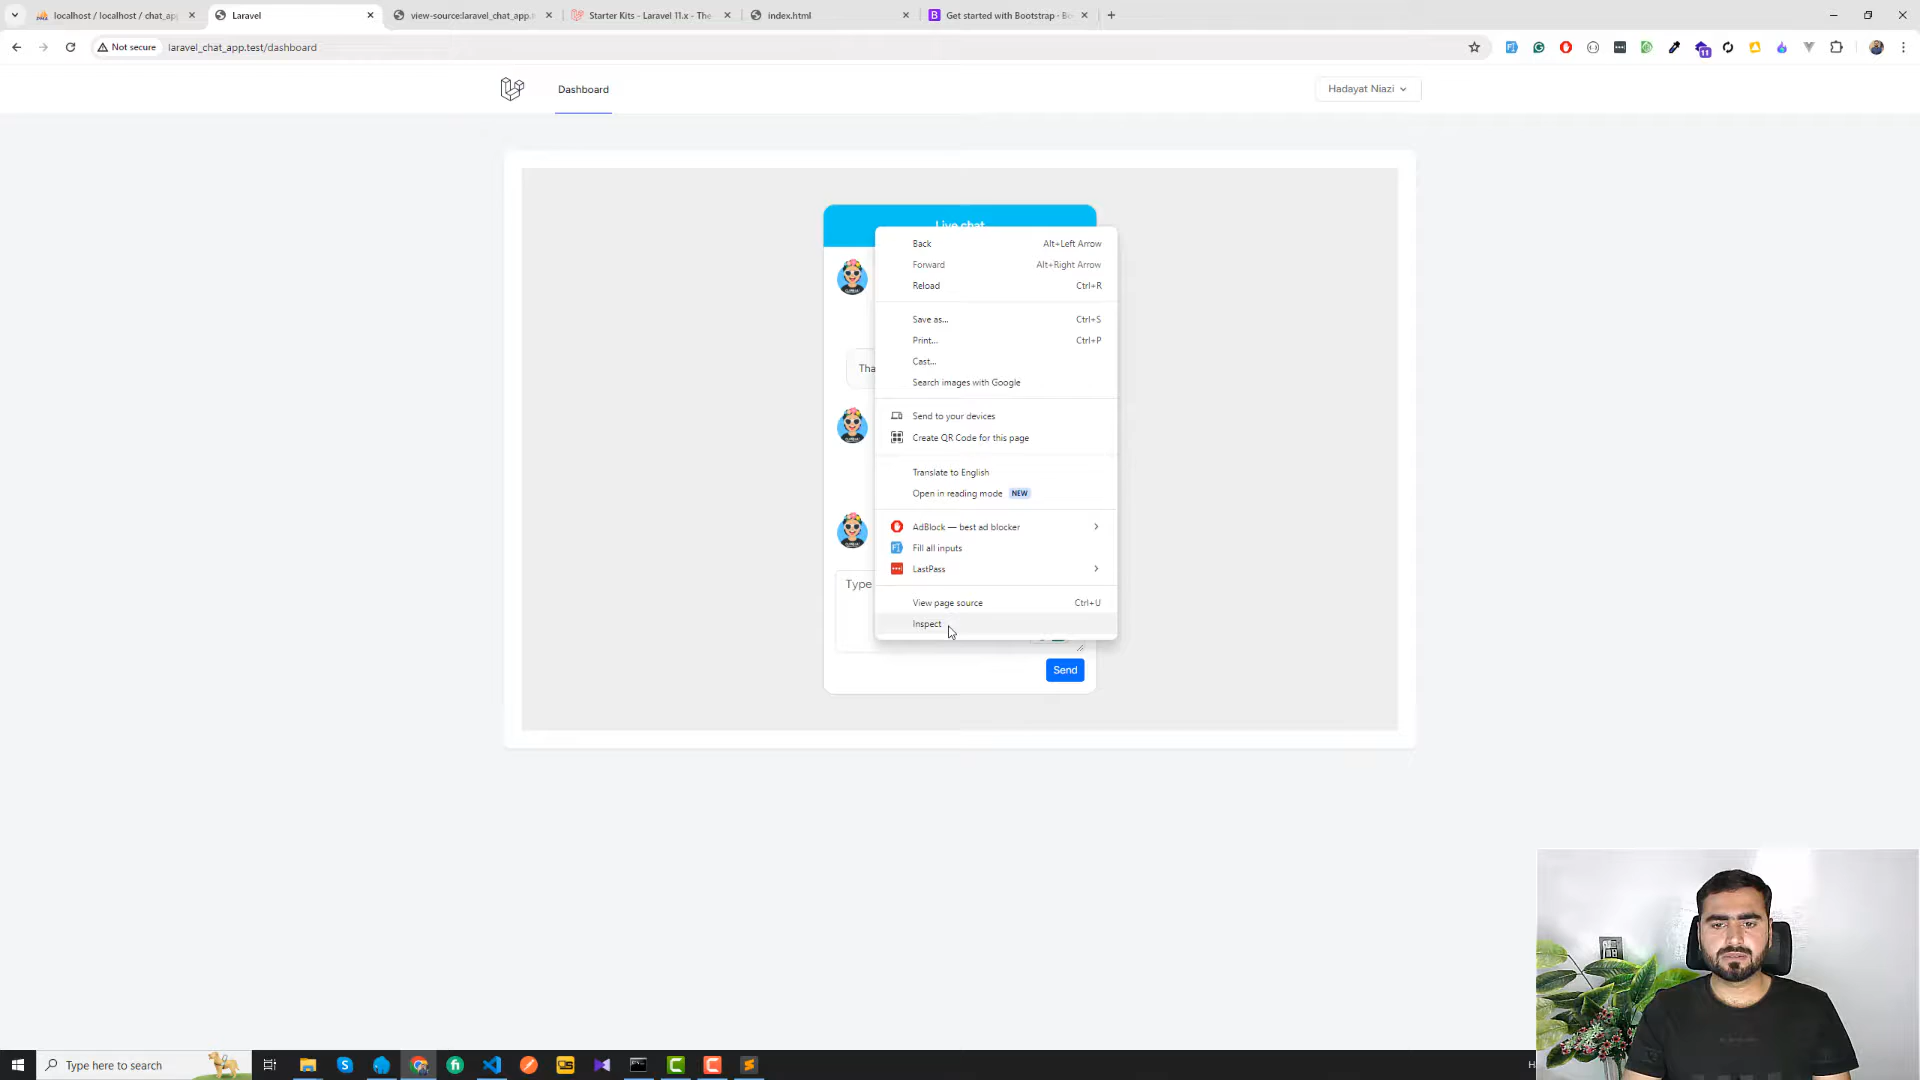 localhost / localhost / chat_app
Laravel
view-source:laravel_chat_app.t
Starter Kits - Laravel 11.x - The
index.html
Get started with Bootstrap - Bo
Not secure
laravel_chat_app.test/dashboard
11
Dashboard
Hadayat Niazi
Live chat
Back Alt+Left Arrow
Forward Alt+Right Arrow
Reload Ctrl+R
Save as... Ctrl+S
Print... Ctrl+P
Cast...
Search images with Google
Send to your devices
Create QR Code for this page
Translate to English
Open in reading mode NEW
AdBlock — best ad blocker
Fill all inputs
LastPass
View page source Ctrl+U
Inspect
Tha
Type
Send
Type here to search